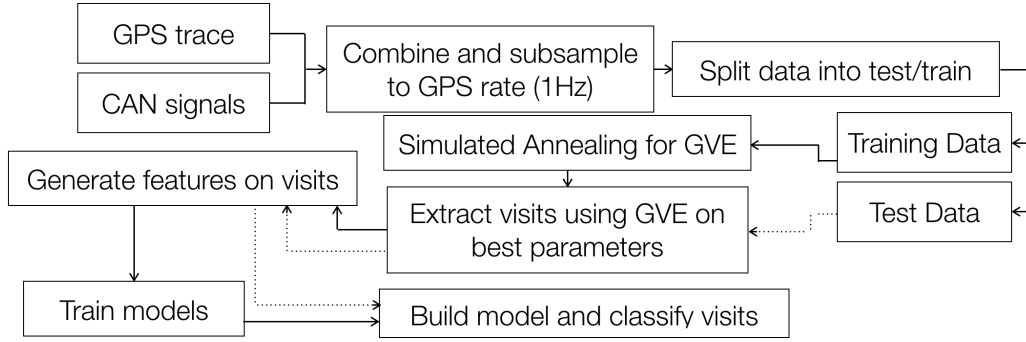 GPS trace
CAN signals
Combine and subsample
to GPS rate (1Hz)
Split data into test/train
Simulated Annealing for GVE
Training Data
Generate features on visits
Extract visits using GVE on
best parameters
Test Data
Train models
Build model and classify visits